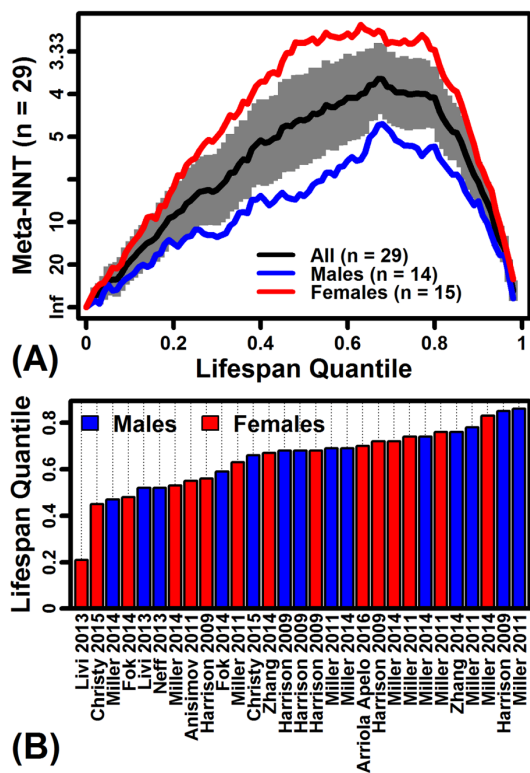 Meta-NNT (n = 29)
3.33
4
5
10
20
Inf
All (n = 29)
Males (n = 14)
Females (n = 15)
0
0.2
0.4
0.6
0.8
1
Lifespan Quantile
(A)
Lifespan Quantile
0.8
0.6
0.4
0.2
0
Males
Females
Livi 2013
Christy 2015
Miller 2014
Fok 2014
Livi 2013
Neff 2013
Miller 2014
Anisimov 2011
Harrison 2009
Fok 2014
Miller 2011
Christy 2015
Zhang 2014
Harrison 2009
Harrison 2009
Harrison 2009
Miller 2011
Miller 2014
Arriola Apelo 2016
Harrison 2009
Miller 2014
Miller 2011
Miller 2014
Miller 2011
Zhang 2014
Miller 2011
Miller 2014
Harrison 2009
Miller 2011
(B)